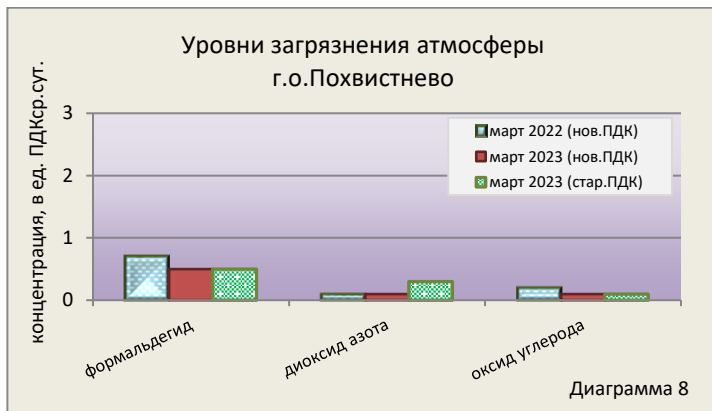 Уровни загрязнения атмосферы
г.о.Похвистнево
концентрация, в ед. ПДКср.сут.
3
2
1
0
март 2022 (нов.ПДК)
март 2023 (нов.ПДК)
март 2023 (стар.ПДК)
формальдегид
диоксид азота
оксид углерода
Диаграмма 8